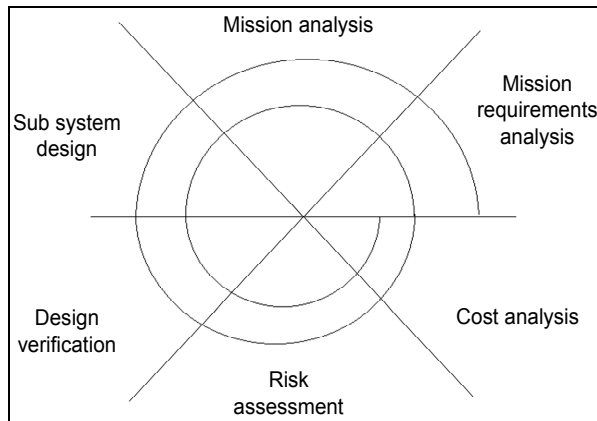 Mission analysis
Mission
requirements
analysis
Sub system
design
Design
verification
Cost analysis
Risk
assessment